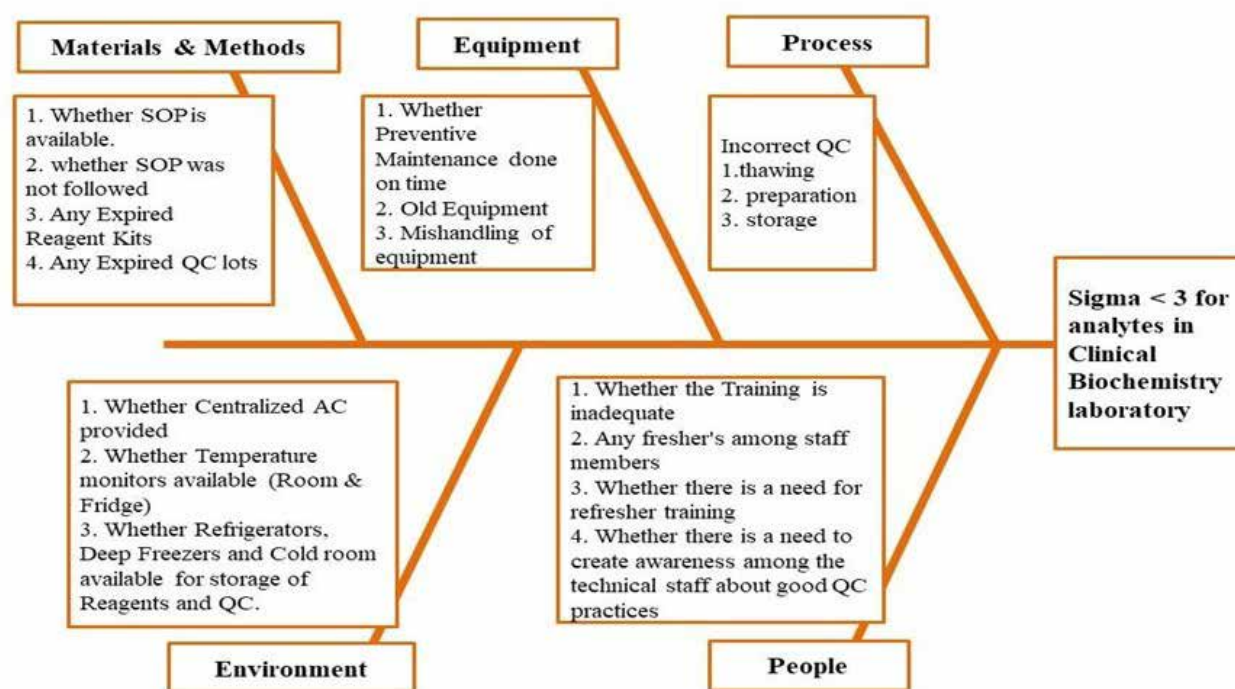 Materials & Methods
Equipment
Process
1. Whether SOP is
available.
2. whether SOP was
not followed
3. Any Expired
Reagent Kits
4. Any Expired QC lots
1. Whether
Preventive
Maintenance done
on time
2. Old Equipment
3. Mishandling of
equipment
Incorrect QC
1.thawing
2. preparation
3. storage
Sigma < 3 for
analytes in
Clinical
Biochemistry
laboratory
1. Whether Centralized AC
provided
2. Whether Temperature
monitors available (Room &
Fridge)
3. Whether Refrigerators,
Deep Freezers and Cold room
available for storage of
Reagents and QC.
1. Whether the Training is
inadequate
2. Any fresher's among staff
members
3. Whether there is a need for
refresher training
4. Whether there is a need to
create awareness among the
technical staff about good QC
practices
Environment
People